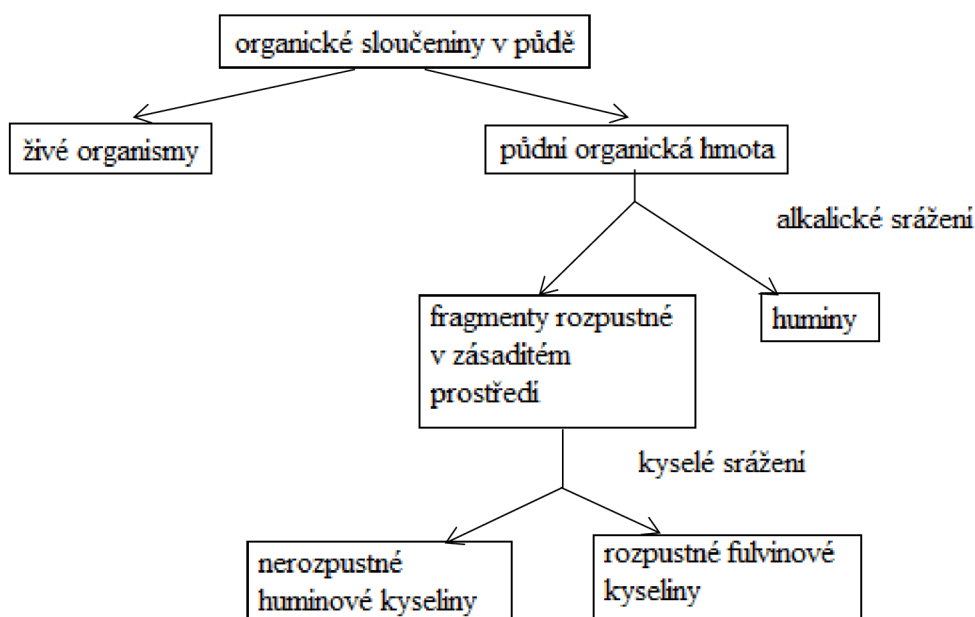 organické sloučeniny v půdě
živé organismy
půdní organická hmota
alkalické srážení
fragmenty rozpustné
v zásaditém
prostředí
huminy
kyselé srážení
nerozpustné
huminové kyseliny
rozpustné fulvinové
kyseliny